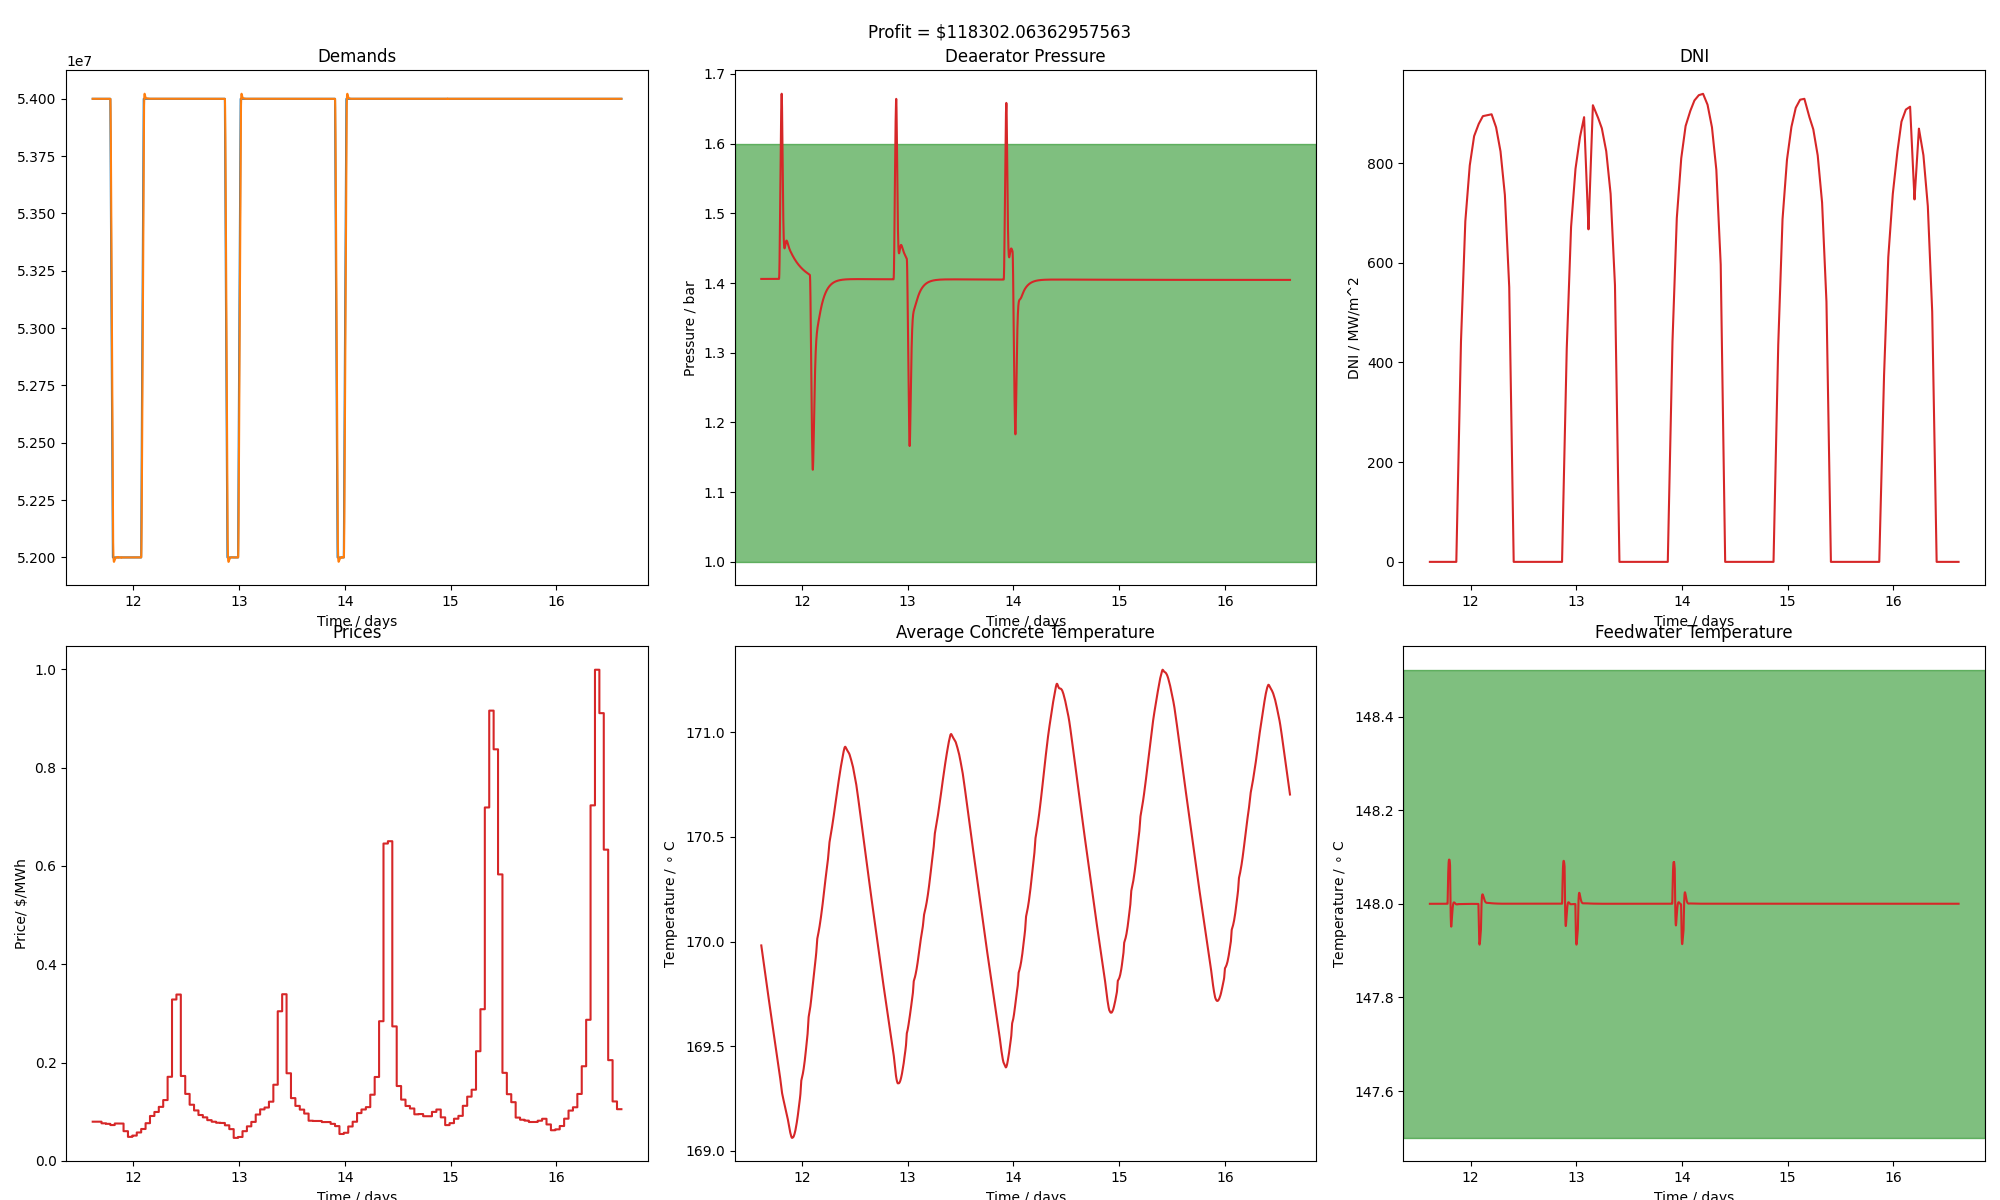 Profit = $118302.06362957563
Demands
1e7
5.400
5.375
5.350
5.325
5.300
5.275
5.250
5.225
5.200
12 13 14 15 16
Time / days
Deaerator Pressure
Pressure / bar
1.7
1.6
1.5
1.4
1.3
1.2
1.1
1.0
12 13 14 15 16
Time / days
DNI
DNI / MW/m^2
800
600
400
200
0
12 13 14 15 16
Time / days
Prices
Price/ $/MWh
1.0
0.8
0.6
0.4
0.2
0.0
12 13 14 15 16
Time / days
Average Concrete Temperature
Temperature / ∘ C
171.0
170.5
170.0
169.5
169.0
12 13 14 15 16
Time / days
Feedwater Temperature
Temperature / ∘ C
148.4
148.2
148.0
147.8
147.6
12 13 14 15 16
Time / days